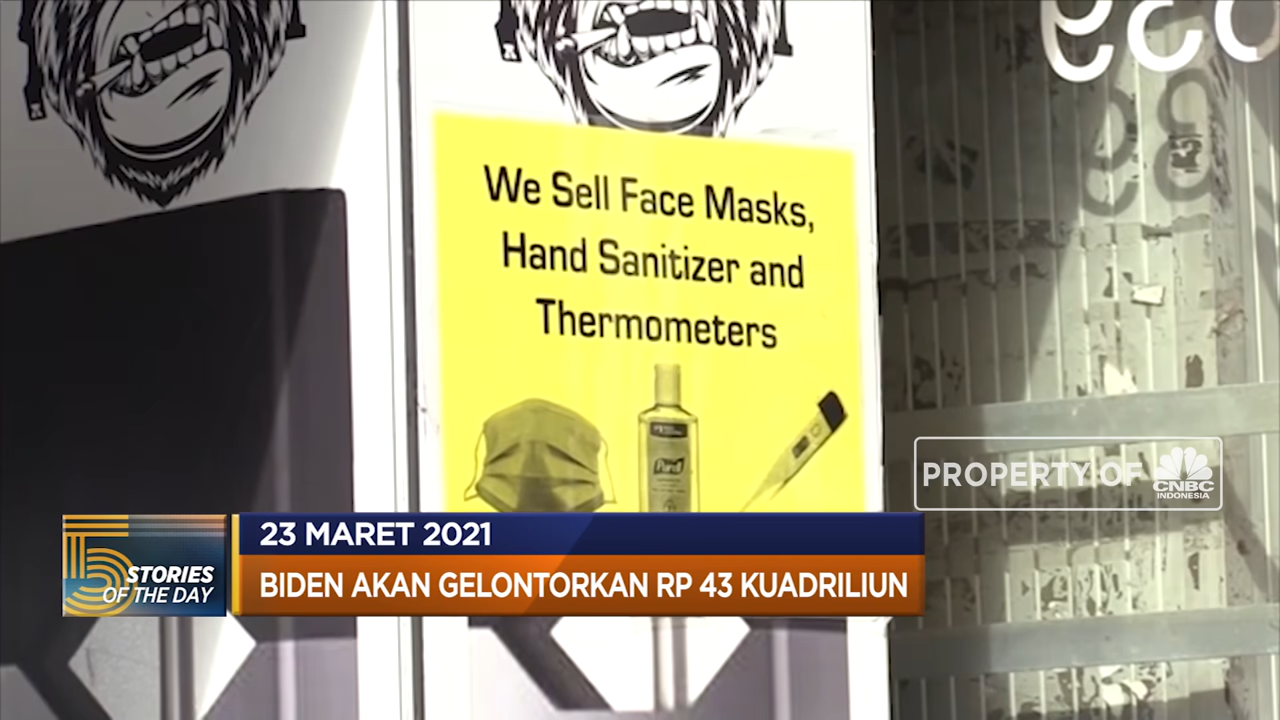 We Sell Face Masks,
Hand Sanitizer and
Thermometers
Purell
PROPERTY OF
CNBC
INDONESIA
5 STORIES
OF THE DAY
23 MARET 2021
BIDEN AKAN GELONTORKAN RP 43 KUADRILIUN